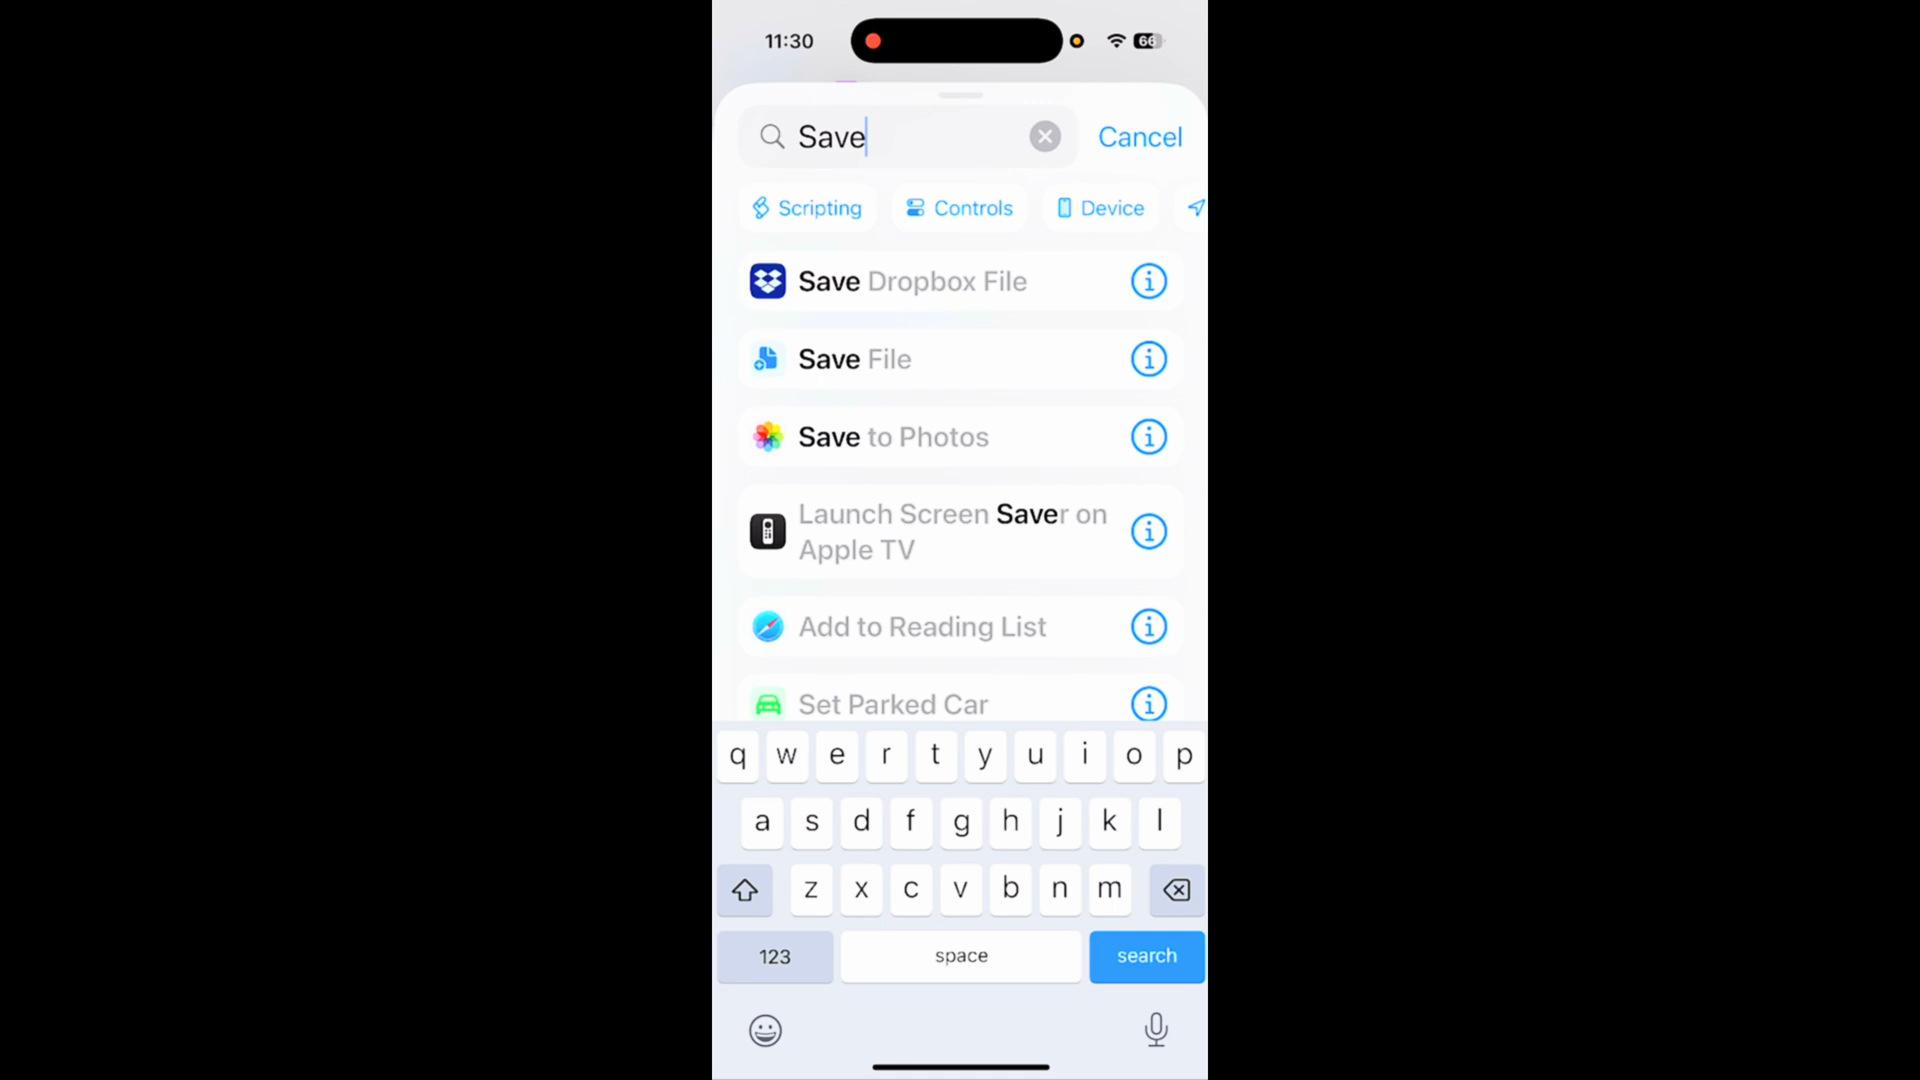 11:30
66
Save
Cancel
Scripting
Controls
Device
Save Dropbox File
Save File
Save to Photos
Launch Screen Saver on
Apple TV
Add to Reading List
Set Parked Car
q w e r t y u i o p
a s d f g h j k l
z x c v b n m
123
space
search